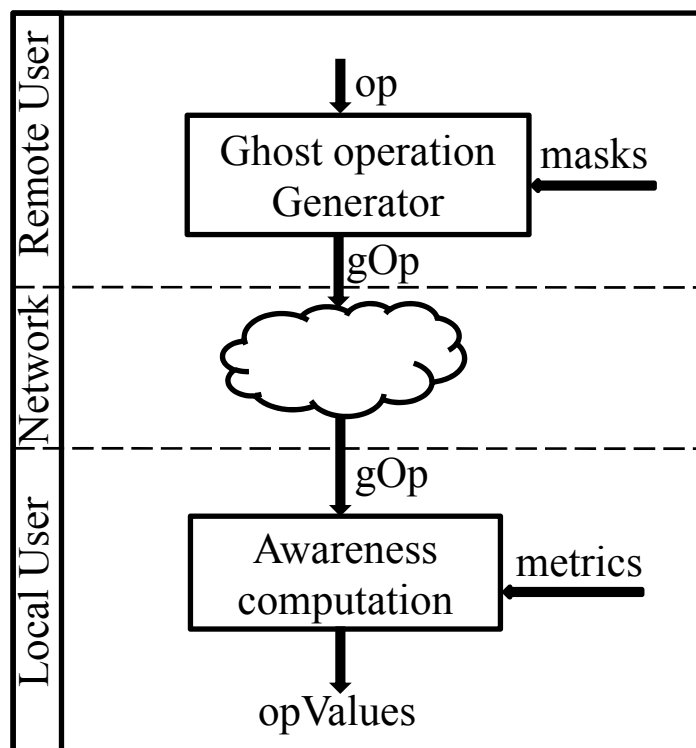 Remote User
op
Ghost operation
Generator
masks
gOp
Network
gOp
Local User
Awareness
computation
metrics
opValues